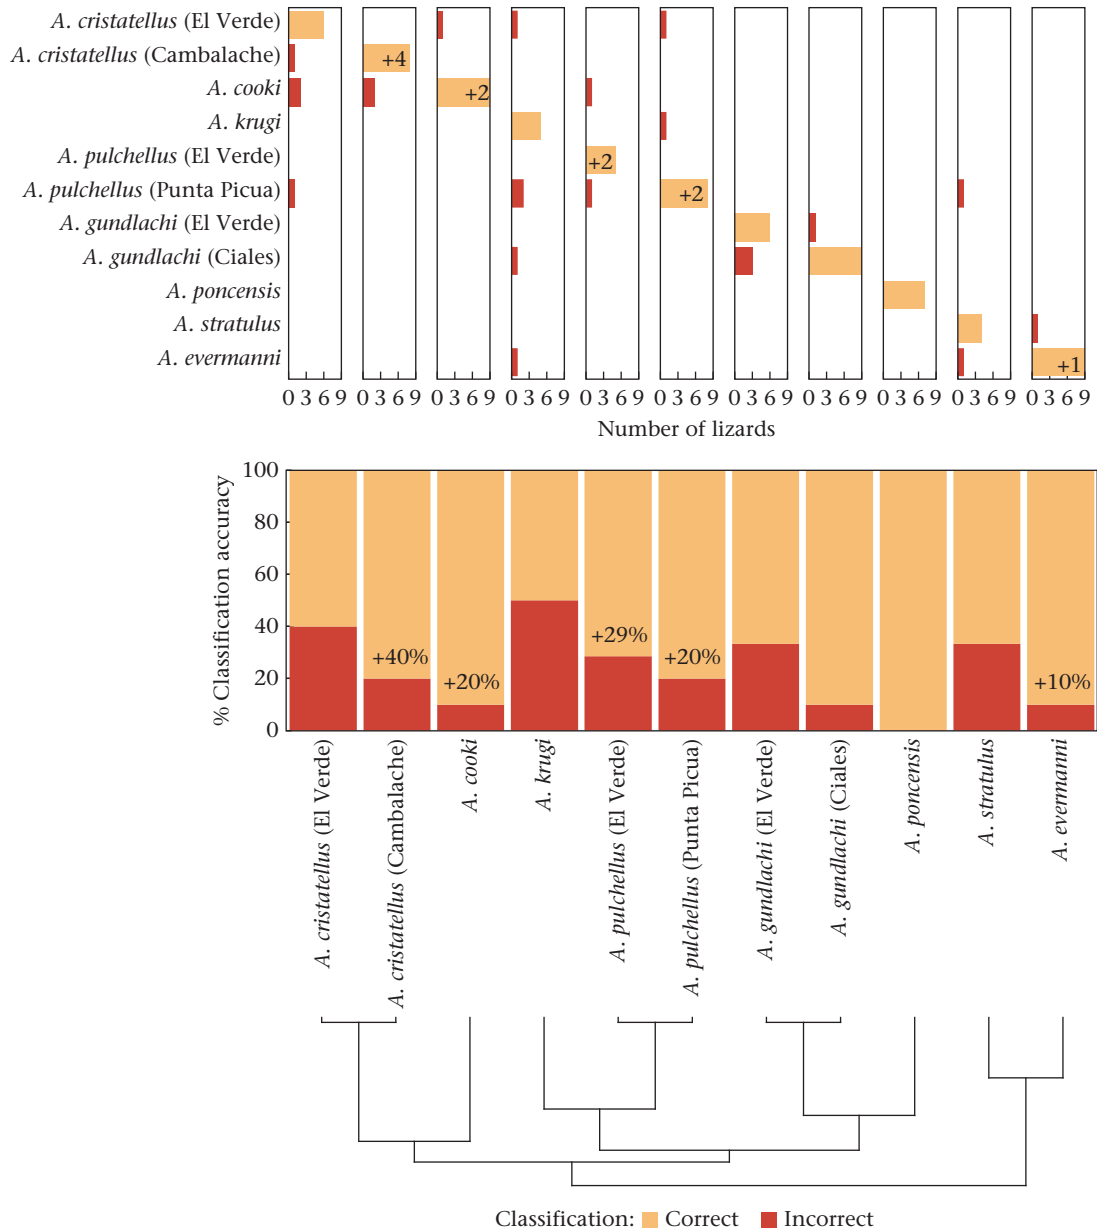 A. cristatellus (El Verde)
A. cristatellus (Cambalache)
+4
A. cooki
+2
A. krugi
A. pulchellus (El Verde)
+2
A. pulchellus (Punta Picua)
+2
A. gundlachi (El Verde)
A. gundlachi (Ciales)
A. poncensis
A. stratulus
A. evermanni
+1
0 3 6 9 0 3 6 9 0 3 6 9 0 3 6 9 0 3 6 9 0 3 6 9 0 3 6 9 0 3 6 9 0 3 6 9 0 3 6 9 0 3 6 9
Number of lizards
% Classification accuracy
100
80
60
40
20
0
+40%
+20%
+29%
+20%
+10%
A. cristatellus (El Verde)
A. cristatellus (Cambalache)
A. cooki
A. krugi
A. pulchellus (El Verde)
A. pulchellus (Punta Picua)
A. gundlachi (El Verde)
A. gundlachi (Ciales)
A. poncensis
A. stratulus
A. evermanni
Classification: Correct Incorrect